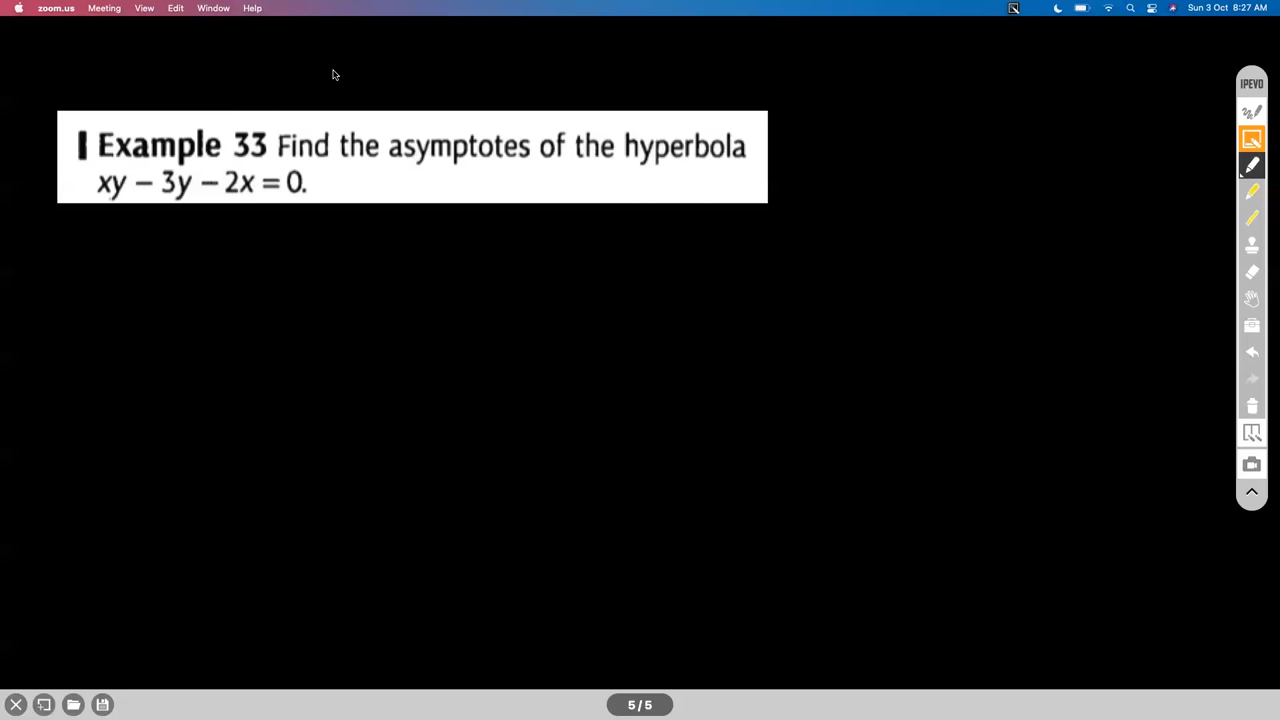 zoom.us Meeting View Edit Window Help Sun 3 Oct 8:27 AM
IPEVO
Example 33 Find the asymptotes of the hyperbola
xy − 3y − 2x = 0.
5 / 5